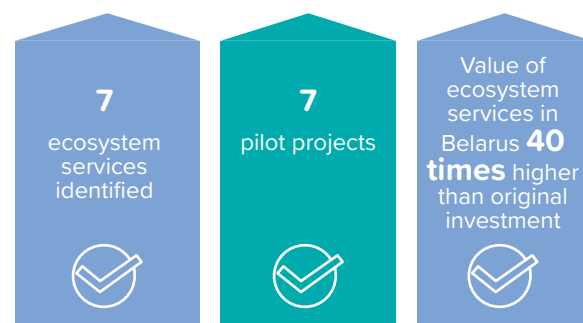 7
ecosystem
services
identified
7
pilot projects
Value of
ecosystem
services in
Belarus 40
times higher
than original
investment